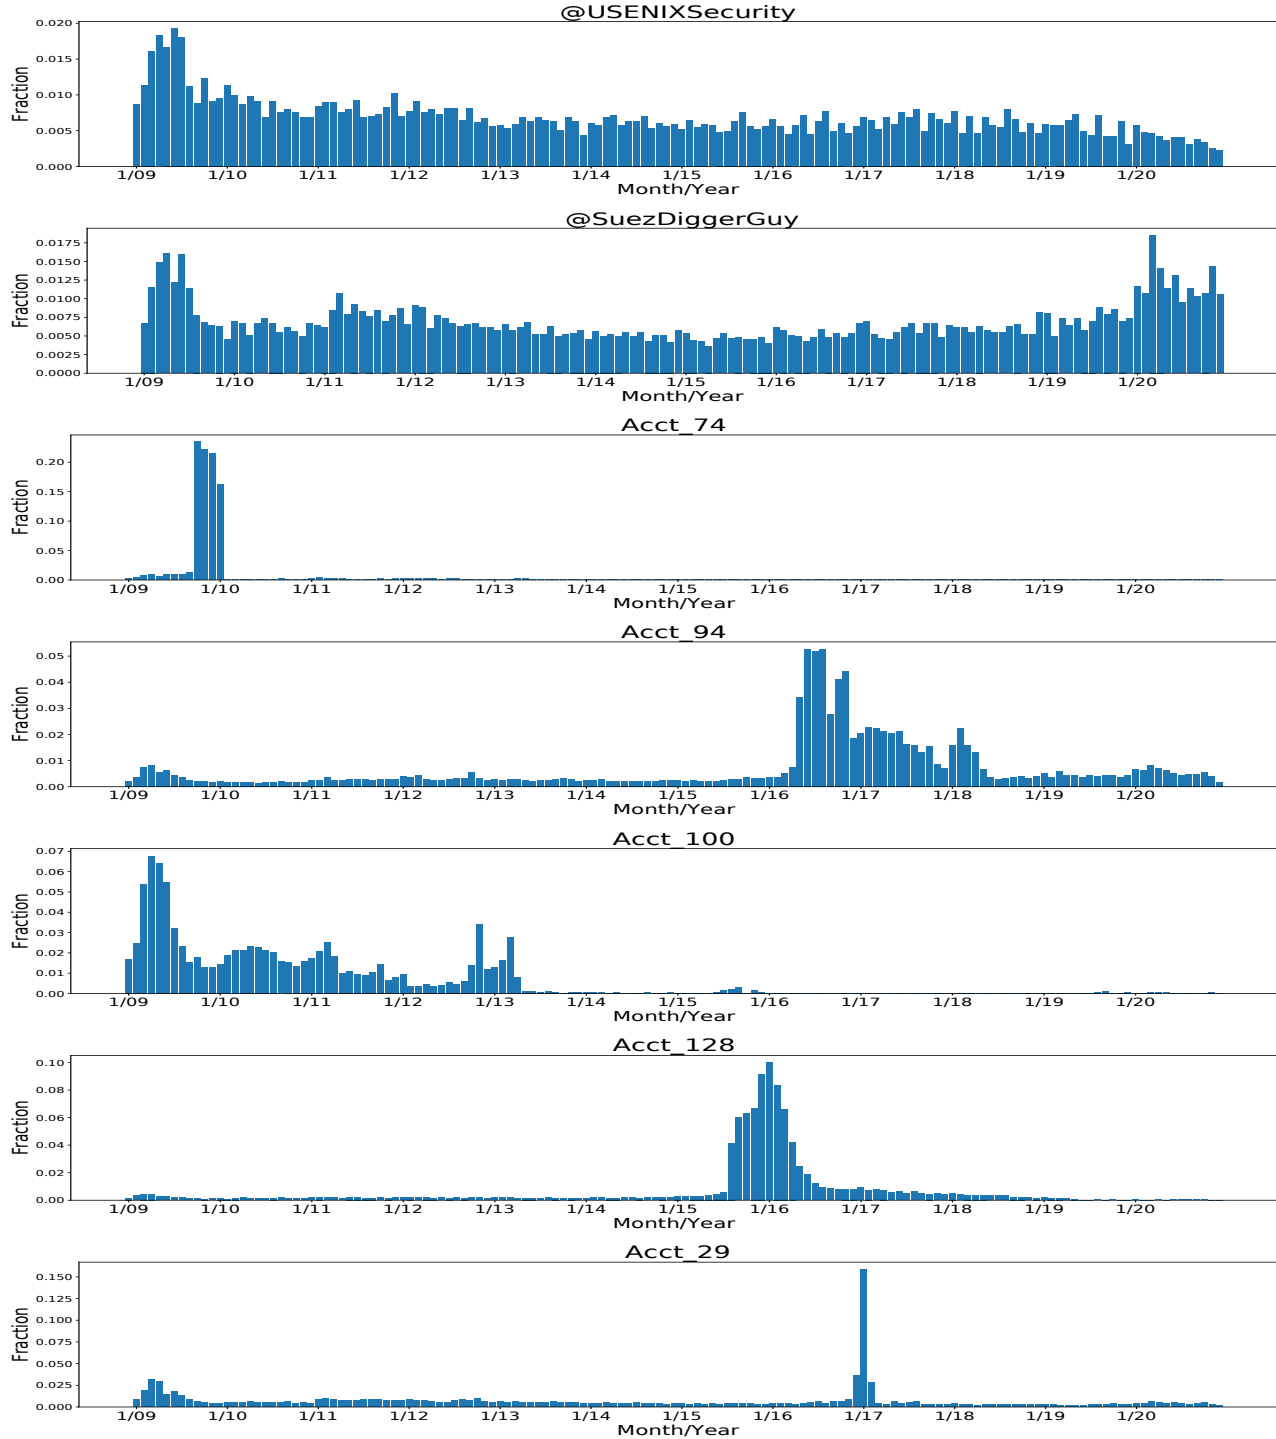 @USENIXSecurity
0.020
0.015
0.010
0.005
0.000
Fraction
1/09 1/10 1/11 1/12 1/13 1/14 1/15 1/16 1/17 1/18 1/19 1/20
Month/Year
@SuezDiggerGuy
0.0175
0.0150
0.0125
0.0100
0.0075
0.0050
0.0025
0.0000
Fraction
1/09 1/10 1/11 1/12 1/13 1/14 1/15 1/16 1/17 1/18 1/19 1/20
Month/Year
Acct_74
0.20
0.15
0.10
0.05
0.00
Fraction
1/09 1/10 1/11 1/12 1/13 1/14 1/15 1/16 1/17 1/18 1/19 1/20
Month/Year
Acct_94
0.05
0.04
0.03
0.02
0.01
0.00
Fraction
1/09 1/10 1/11 1/12 1/13 1/14 1/15 1/16 1/17 1/18 1/19 1/20
Month/Year
Acct_100
0.07
0.06
0.05
0.04
0.03
0.02
0.01
0.00
Fraction
1/09 1/10 1/11 1/12 1/13 1/14 1/15 1/16 1/17 1/18 1/19 1/20
Month/Year
Acct_128
0.10
0.08
0.06
0.04
0.02
0.00
Fraction
1/09 1/10 1/11 1/12 1/13 1/14 1/15 1/16 1/17 1/18 1/19 1/20
Month/Year
Acct_29
0.150
0.125
0.100
0.075
0.050
0.025
0.000
Fraction
1/09 1/10 1/11 1/12 1/13 1/14 1/15 1/16 1/17 1/18 1/19 1/20
Month/Year